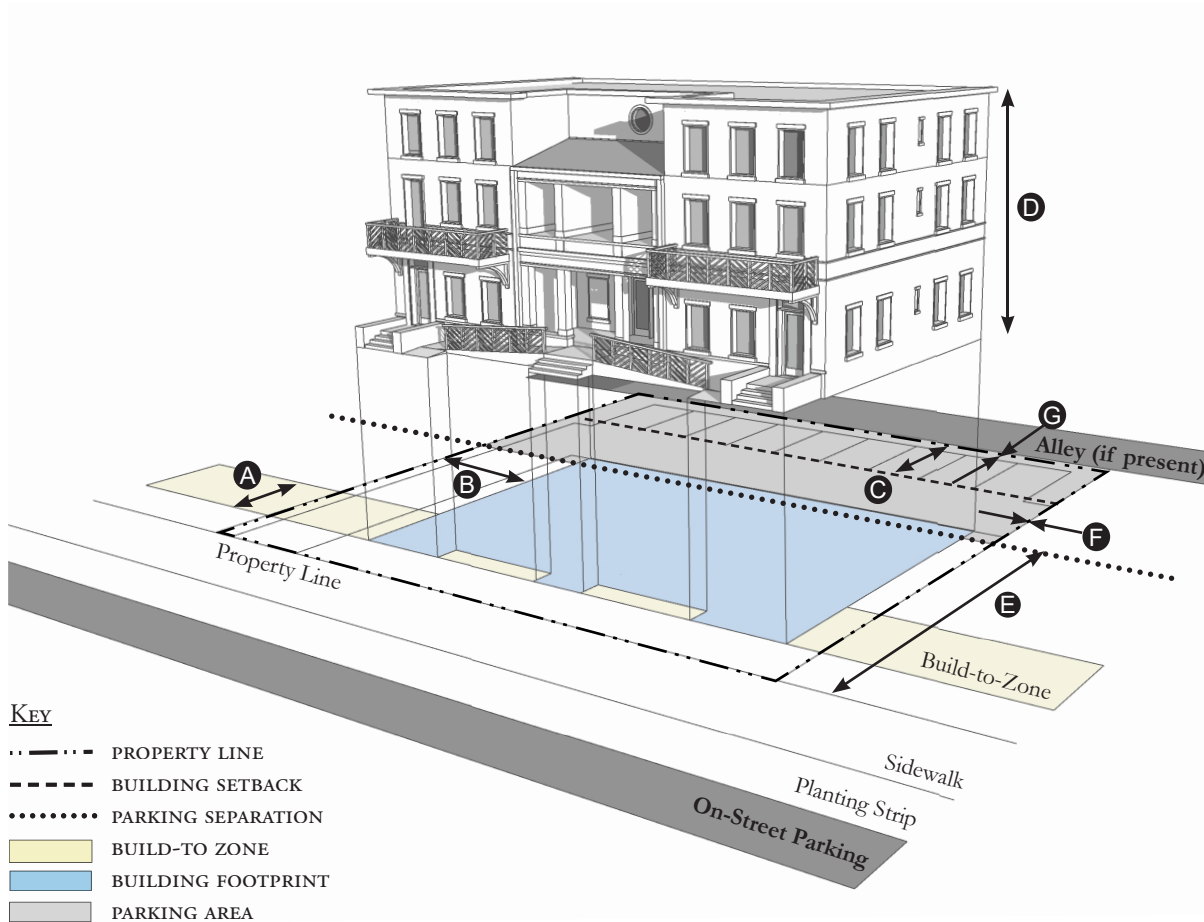 D
G
Alley (if present)
A
B
C
F
Property Line
E
Build-to-Zone
Sidewalk
Planting Strip
On-Street Parking
KEY
PROPERTY LINE
BUILDING SETBACK
PARKING SEPARATION
BUILD-TO ZONE
BUILDING FOOTPRINT
PARKING AREA